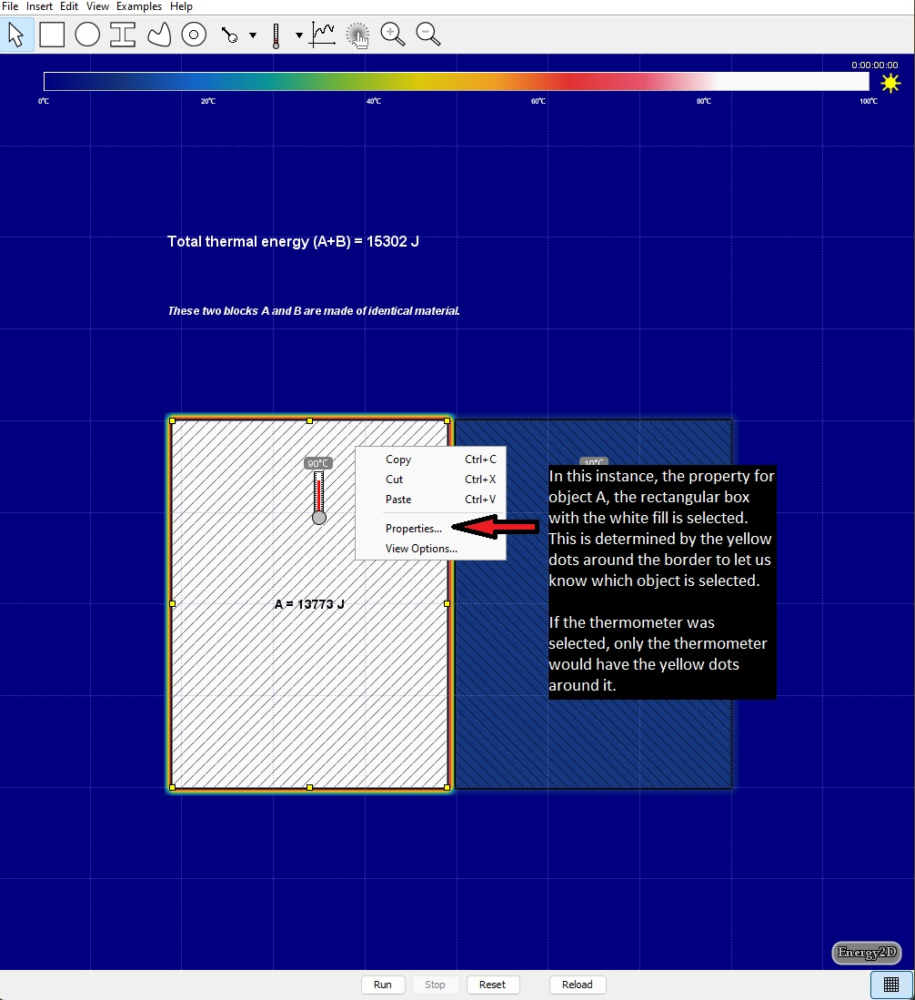 File Insert Edit View Examples Help
0:00:00:00
0°C 20°C 40°C 60°C 80°C 100°C
Total thermal energy (A+B) = 15302 J
These two blocks A and B are made of identical material.
90°C
10°C
Copy Ctrl+C
Cut Ctrl+X
Paste Ctrl+V
Properties...
View Options...
A = 13773 J
In this instance, the property for
object A, the rectangular box
with the white fill is selected.
This is determined by the yellow
dots around the border to let us
know which object is selected.
If the thermometer was
selected, only the thermometer
would have the yellow dots
around it.
Energy2D
Run Stop Reset Reload